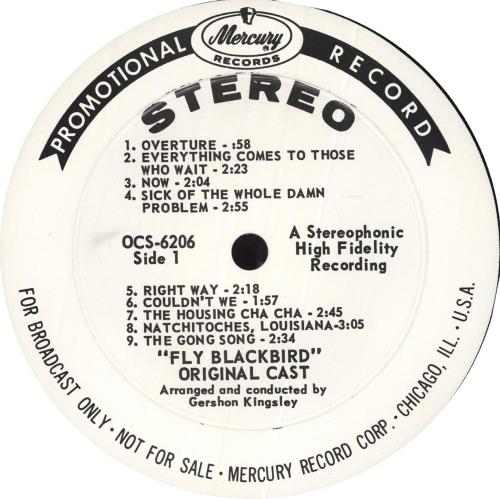 PROMOTIONAL RECORD
Mercury
RECORDS
STEREO
1. OVERTURE - :58
2. EVERYTHING COMES TO THOSE
WHO WAIT - 2:23
3. NOW - 2:04
4. SICK OF THE WHOLE DAMN
PROBLEM - 2:55
OCS-6206
Side 1
A Stereophonic
High Fidelity
Recording
5. RIGHT WAY - 2:18
6. COULDN'T WE - 1:57
7. THE HOUSING CHA CHA - 2:45
8. NATCHITOCHES, LOUISIANA-3:05
9. THE GONG SONG - 2:34
"FLY BLACKBIRD"
ORIGINAL CAST
Arranged and conducted by
Gershon Kingsley
FOR BROADCAST ONLY • NOT FOR SALE • MERCURY RECORD CORP. • CHICAGO, ILL. • U.S.A.